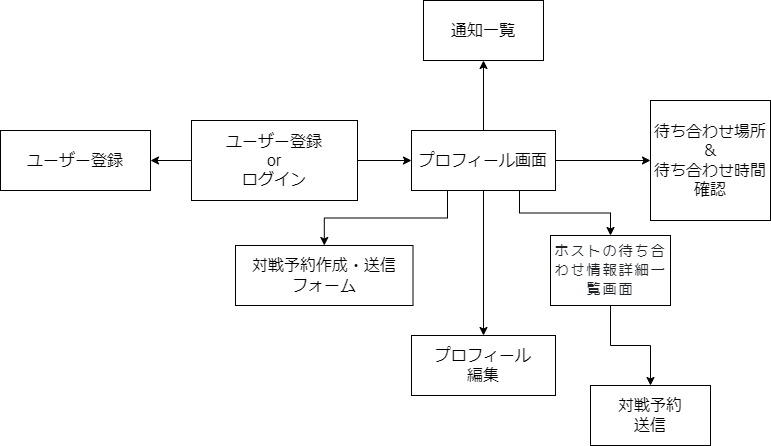 通知一覧
ユーザー登録
ユーザー登録
or
ログイン
プロフィール画面
待ち合わせ場所
&
待ち合わせ時間
確認
対戦予約作成・送信
フォーム
ホストの待ち合
わせ情報詳細一
覧画面
プロフィール
編集
対戦予約
送信